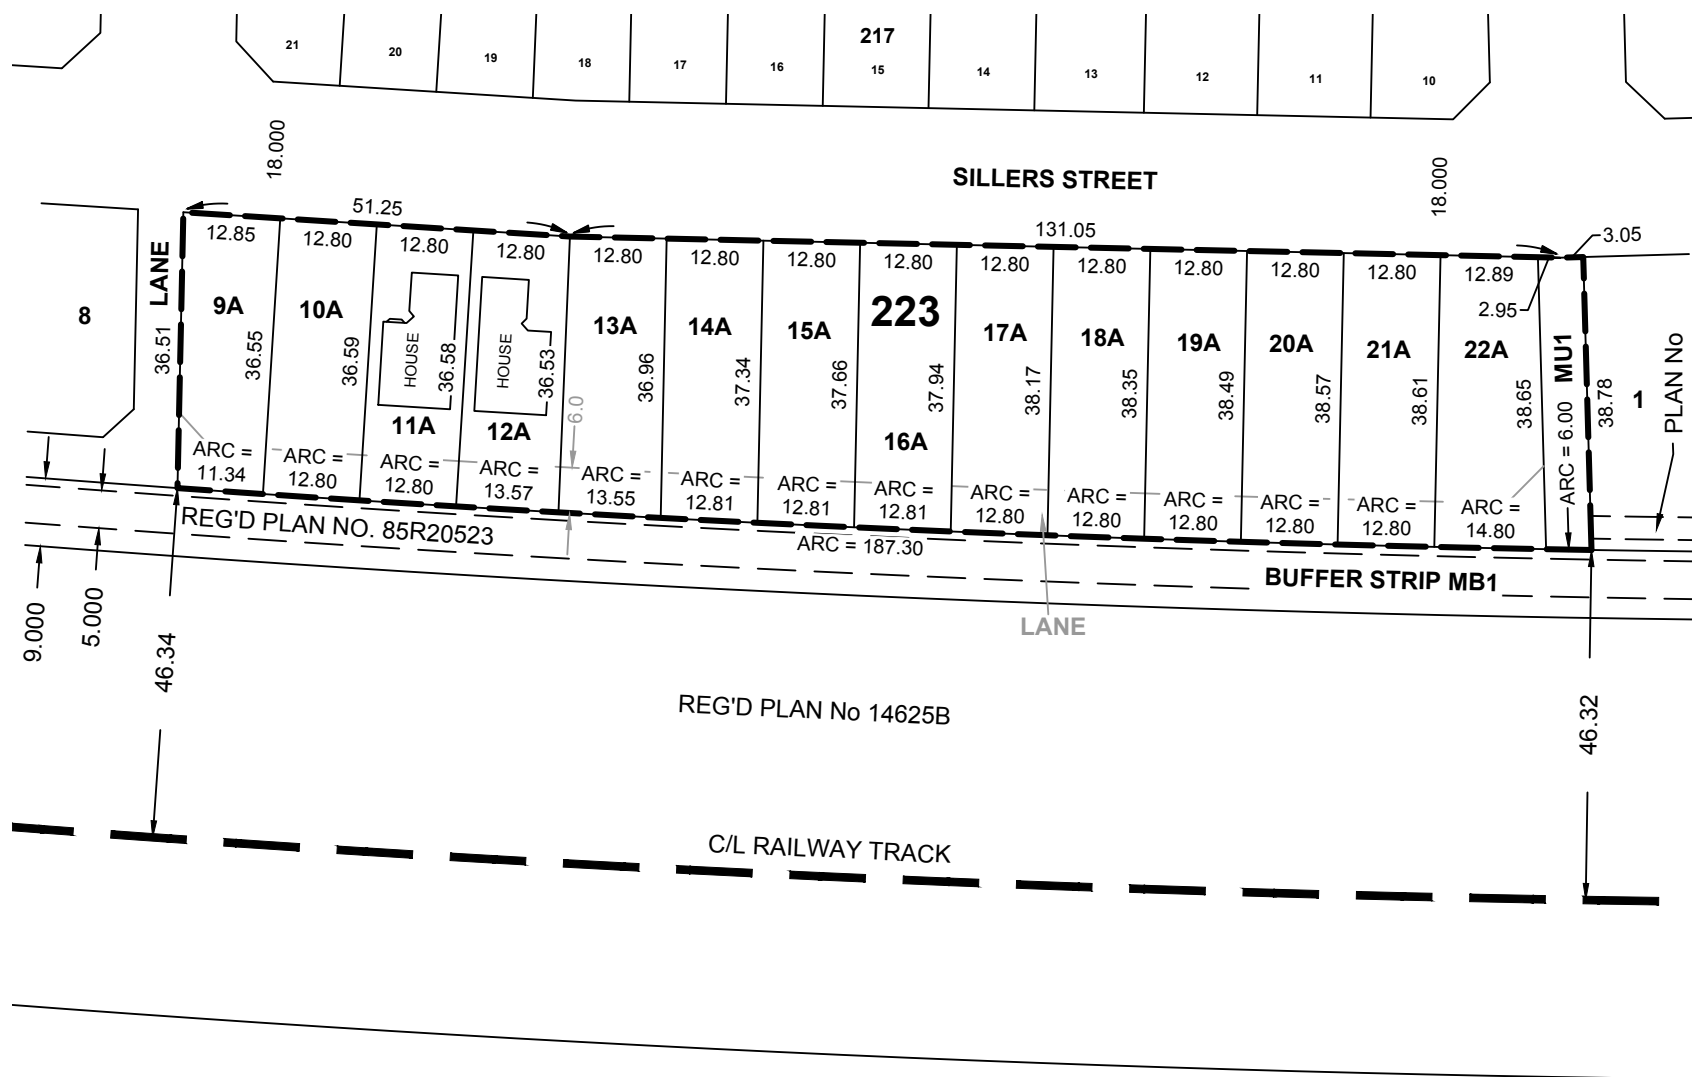 217
21
20
19
18
17
16
15
14
13
12
11
10
18.000
18.000
SILLERS STREET
51.25
131.05
3.05
12.85
12.80
12.80
12.80
12.80
12.80
12.80
12.80
12.80
12.80
12.80
12.80
12.80
12.89
2.95
LANE
8
9A
10A
11A
12A
13A
14A
15A
223
16A
17A
18A
19A
20A
21A
22A
MU1
1
PLAN No
HOUSE
HOUSE
36.51
36.55
36.59
36.58
36.53
6.0
36.96
37.34
37.66
37.94
38.17
38.35
38.49
38.57
38.61
38.65
ARC = 6.00
38.78
ARC =
11.34
ARC =
12.80
ARC =
12.80
ARC =
13.57
ARC =
13.55
ARC =
12.81
ARC =
12.81
ARC =
12.81
ARC =
12.80
ARC =
12.80
ARC =
12.80
ARC =
12.80
ARC =
12.80
ARC =
14.80
REG'D PLAN NO. 85R20523
ARC = 187.30
BUFFER STRIP MB1
LANE
9.000
5.000
46.34
46.32
REG'D PLAN No 14625B
C/L RAILWAY TRACK